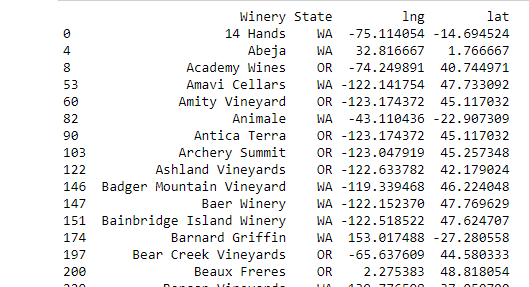 Winery State lng lat
0 14 Hands WA -75.114054 -14.694524
4 Abeja WA 32.816667 1.766667
8 Academy Wines OR -74.249891 40.744971
53 Amavi Cellars WA -122.141754 47.733092
60 Amity Vineyard OR -123.174372 45.117032
82 Animale WA -43.110436 -22.907309
90 Antica Terra OR -123.174372 45.117032
103 Archery Summit OR -123.047919 45.257348
122 Ashland Vineyards OR -122.633782 42.179024
146 Badger Mountain Vineyard WA -119.339468 46.224048
147 Baer Winery WA -122.152370 47.769629
151 Bainbridge Island Winery WA -122.518522 47.624707
174 Barnard Griffin WA 153.017488 -27.280558
197 Bear Creek Vineyards OR -65.637609 44.580333
200 Beaux Freres OR 2.275383 48.818054